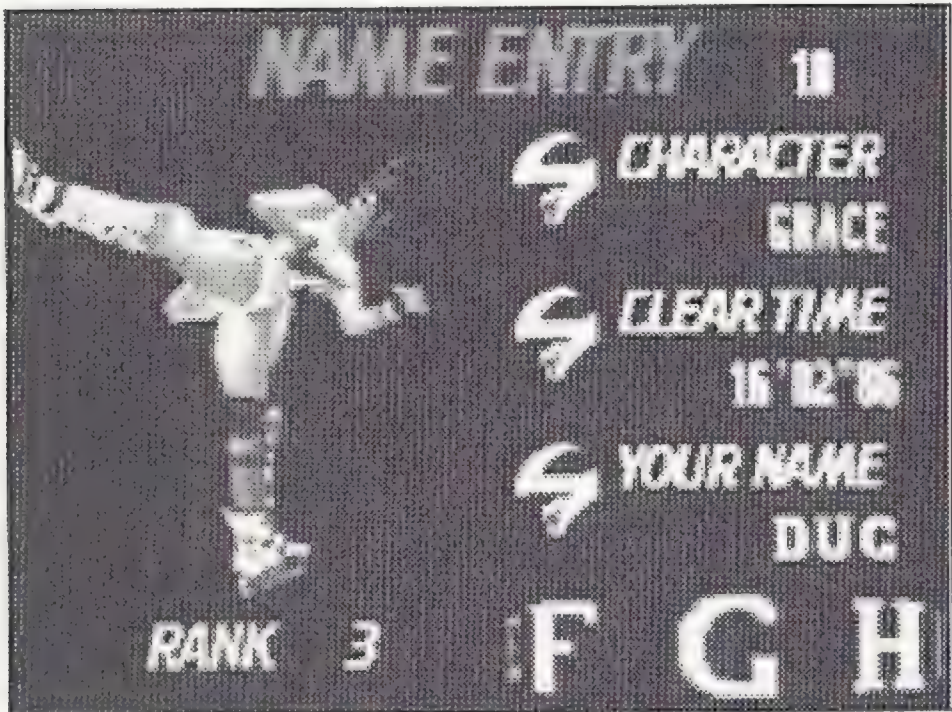 NAME ENTRY
CHARACTER
GRACE
CLEAR TIME
YOUR NAME
DUG
RANK 3
F G H